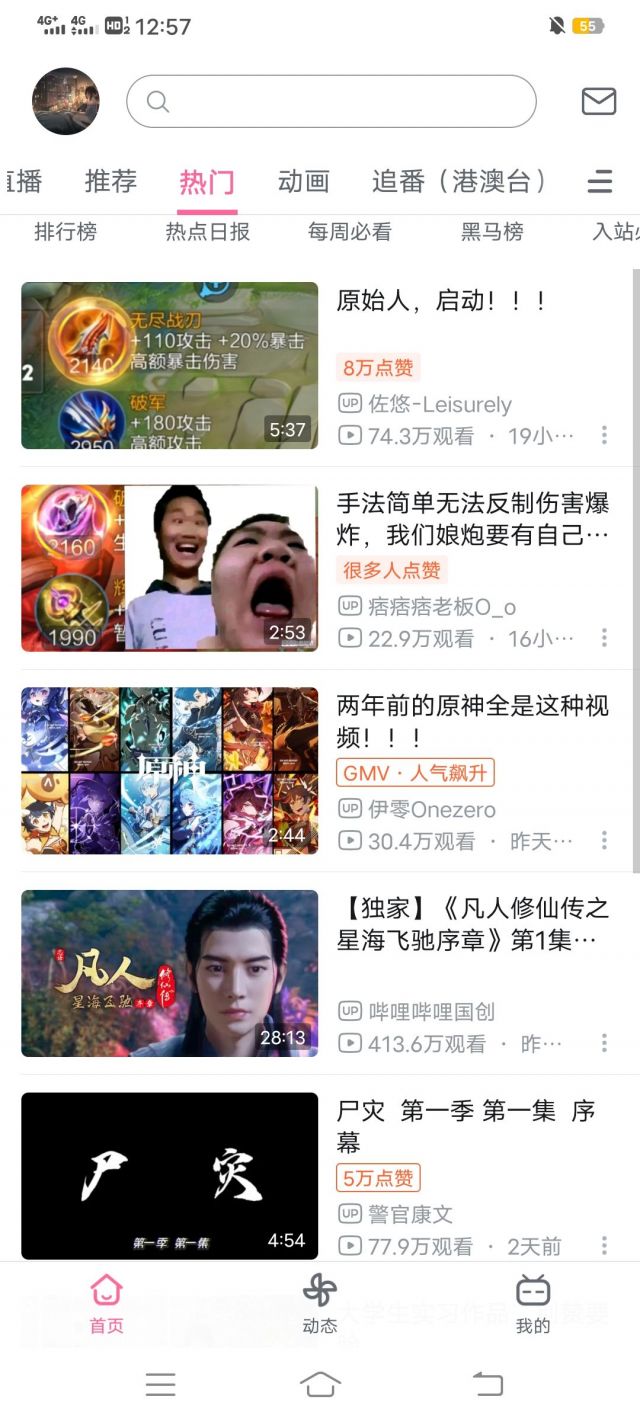 4G+ 4G HD 1 2 12:57 55
直播 推荐 热门 动画 追番（港澳台）
排行榜 热点日报 每周必看 黑马榜 入站
无尽战刃
+110攻击 +20%暴击
高额暴击伤害
2140
2
破军
+180攻击
高额攻击
2950
5:37
原始人，启动！！！
8万点赞
UP 佐悠-Leisurely
74.3万观看 · 19小…
2160
1990
2:53
手法简单无法反制伤害爆
炸，我们娘炮要有自己…
很多人点赞
UP 痞痞痞老板O_o
22.9万观看 · 16小…
原神
2:44
两年前的原神全是这种视
频！！！
GMV · 人气飙升
UP 伊零Onezero
30.4万观看 · 昨天…
凡人
修仙传
星海飞驰 序章
28:13
【独家】《凡人修仙传之
星海飞驰序章》第1集…
UP 哔哩哔哩国创
413.6万观看 · 昨…
尸 灾
第一季 第一集
4:54
尸灾 第一季 第一集 序
幕
5万点赞
UP 警官康文
77.9万观看 · 2天前
首页 动态 我的